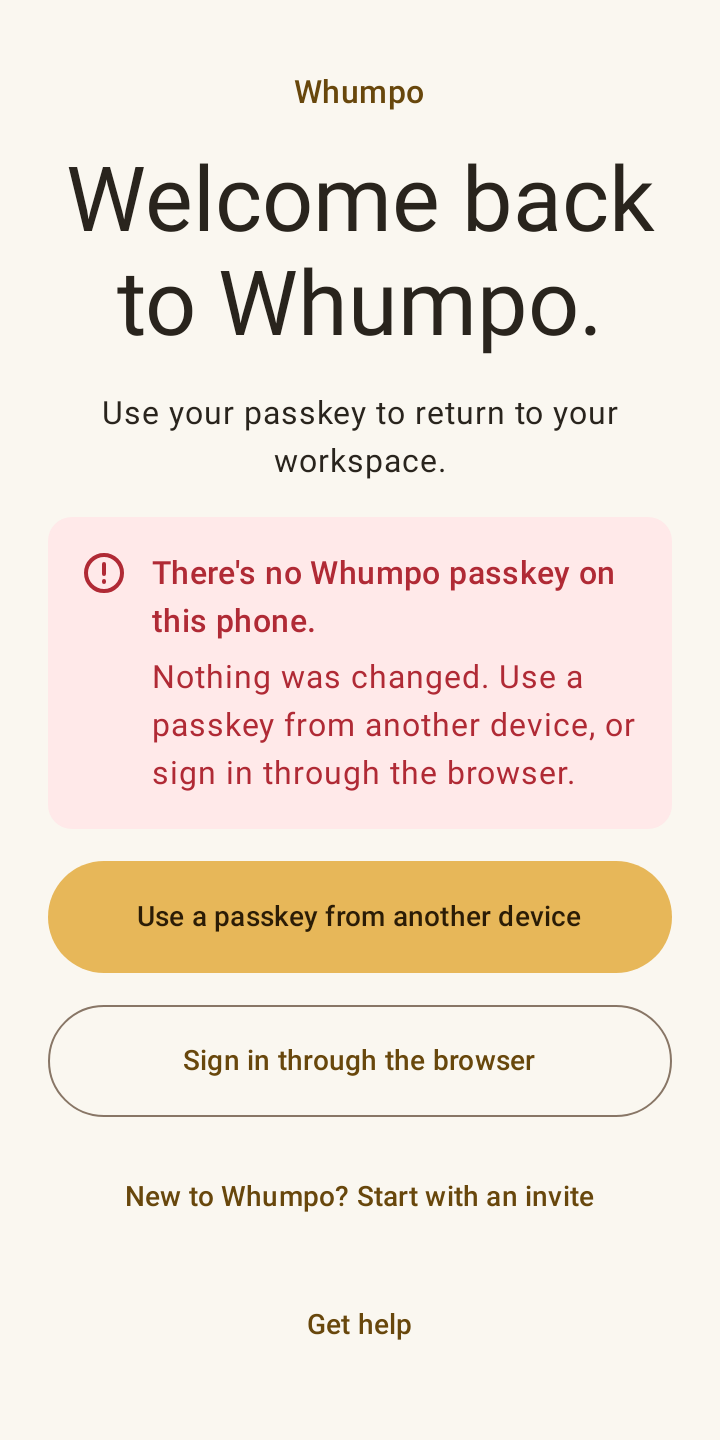 Whumpo
Welcome back
to Whumpo.
Use your passkey to return to your
workspace.
There's no Whumpo passkey on
this phone.
Nothing was changed. Use a
passkey from another device, or
sign in through the browser.
Use a passkey from another device
Sign in through the browser
New to Whumpo? Start with an invite
Get help